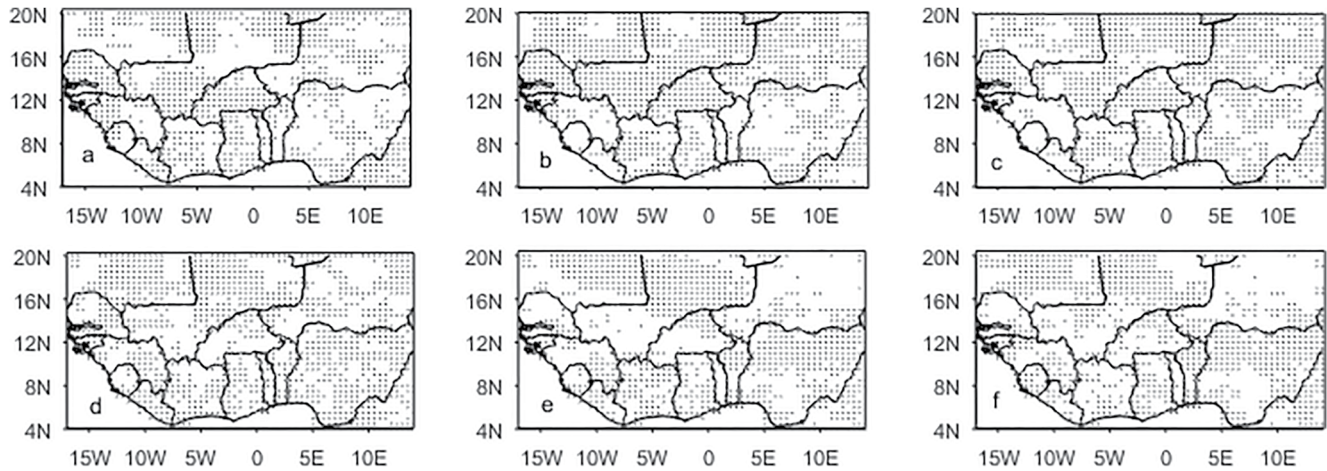 20N 20N 20N
16N 16N 16N
12N 12N 12N
8N 8N 8N
a b c
4N 4N 4N
15W 10W 5W 0 5E 10E 15W 10W 5W 0 5E 10E 15W 10W 5W 0 5E 10E
20N 20N 20N
16N 16N 16N
12N 12N 12N
8N 8N 8N
d e f
4N 4N 4N
15W 10W 5W 0 5E 10E 15W 10W 5W 0 5E 10E 15W 10W 5W 0 5E 10E